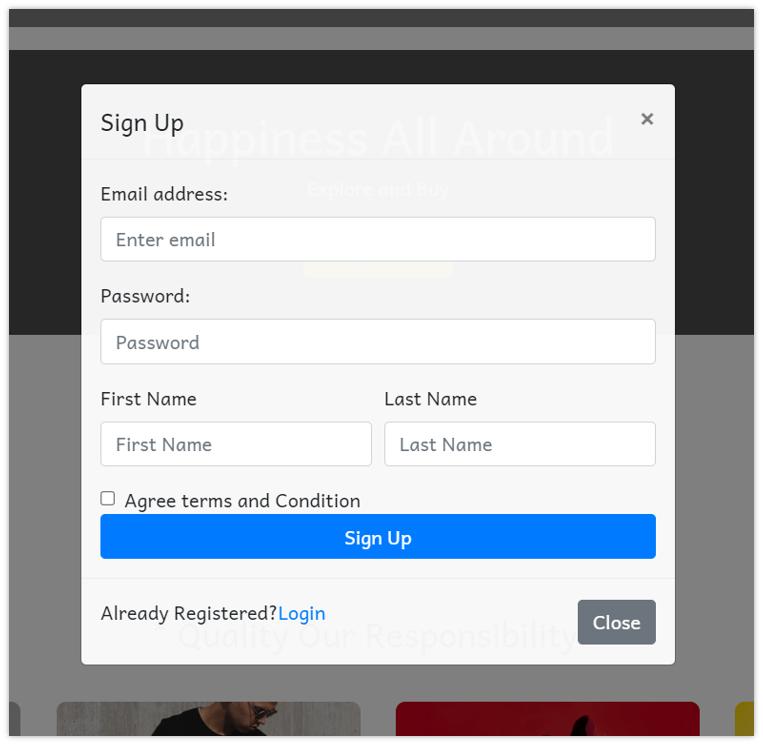 Sign Up
×
Happiness All Around
Explore and Buy
Email address:
Enter email
Password:
Password
First Name Last Name
First Name Last Name
Agree terms and Condition
Sign Up
Already Registered?Login
Close
Quality Our Responsibility